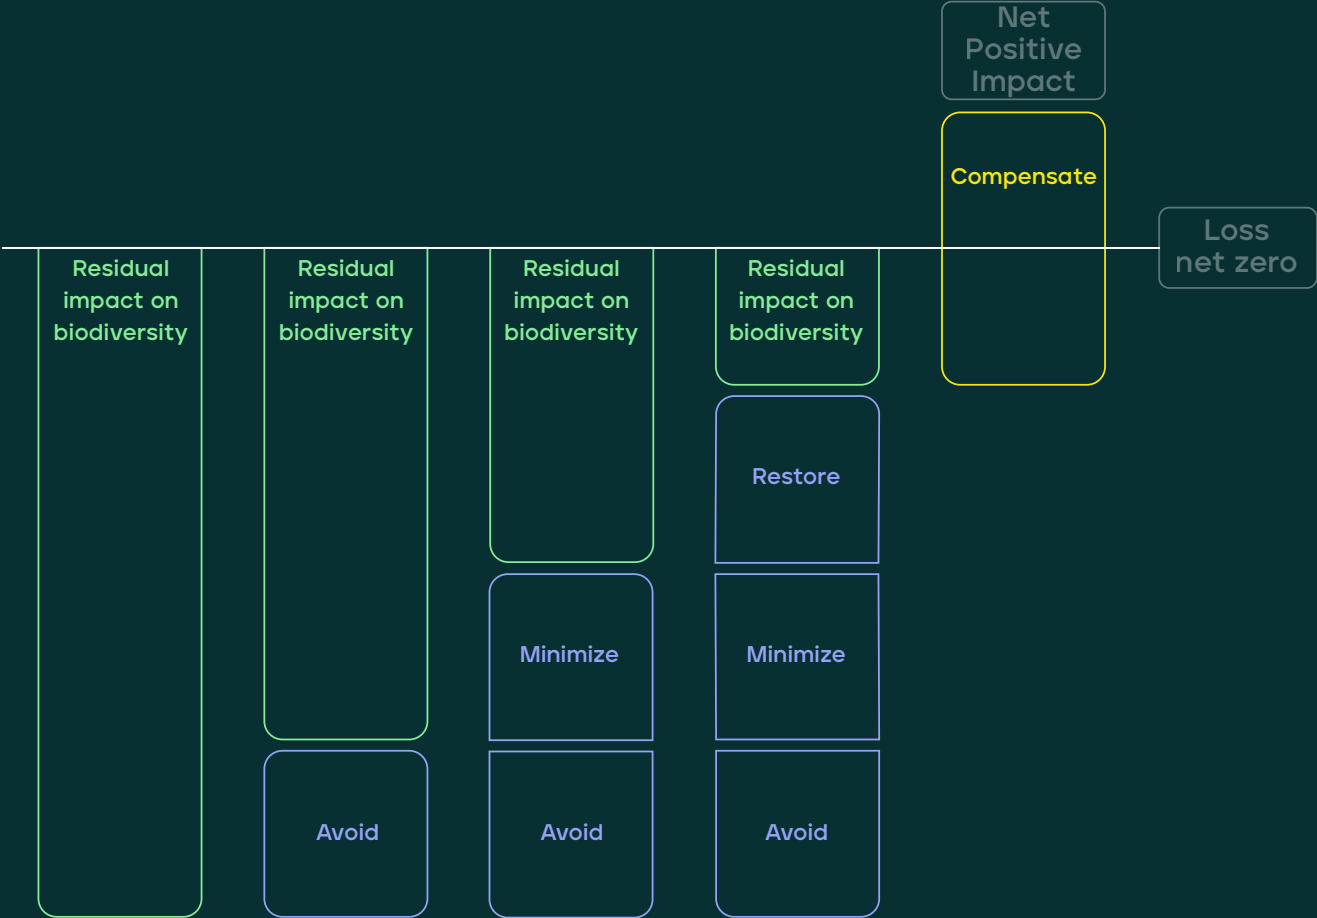 Net
Positive
Impact
Compensate
Loss
net zero
Residual
impact on
biodiversity
Residual
impact on
biodiversity
Residual
impact on
biodiversity
Residual
impact on
biodiversity
Restore
Minimize
Minimize
Avoid
Avoid
Avoid